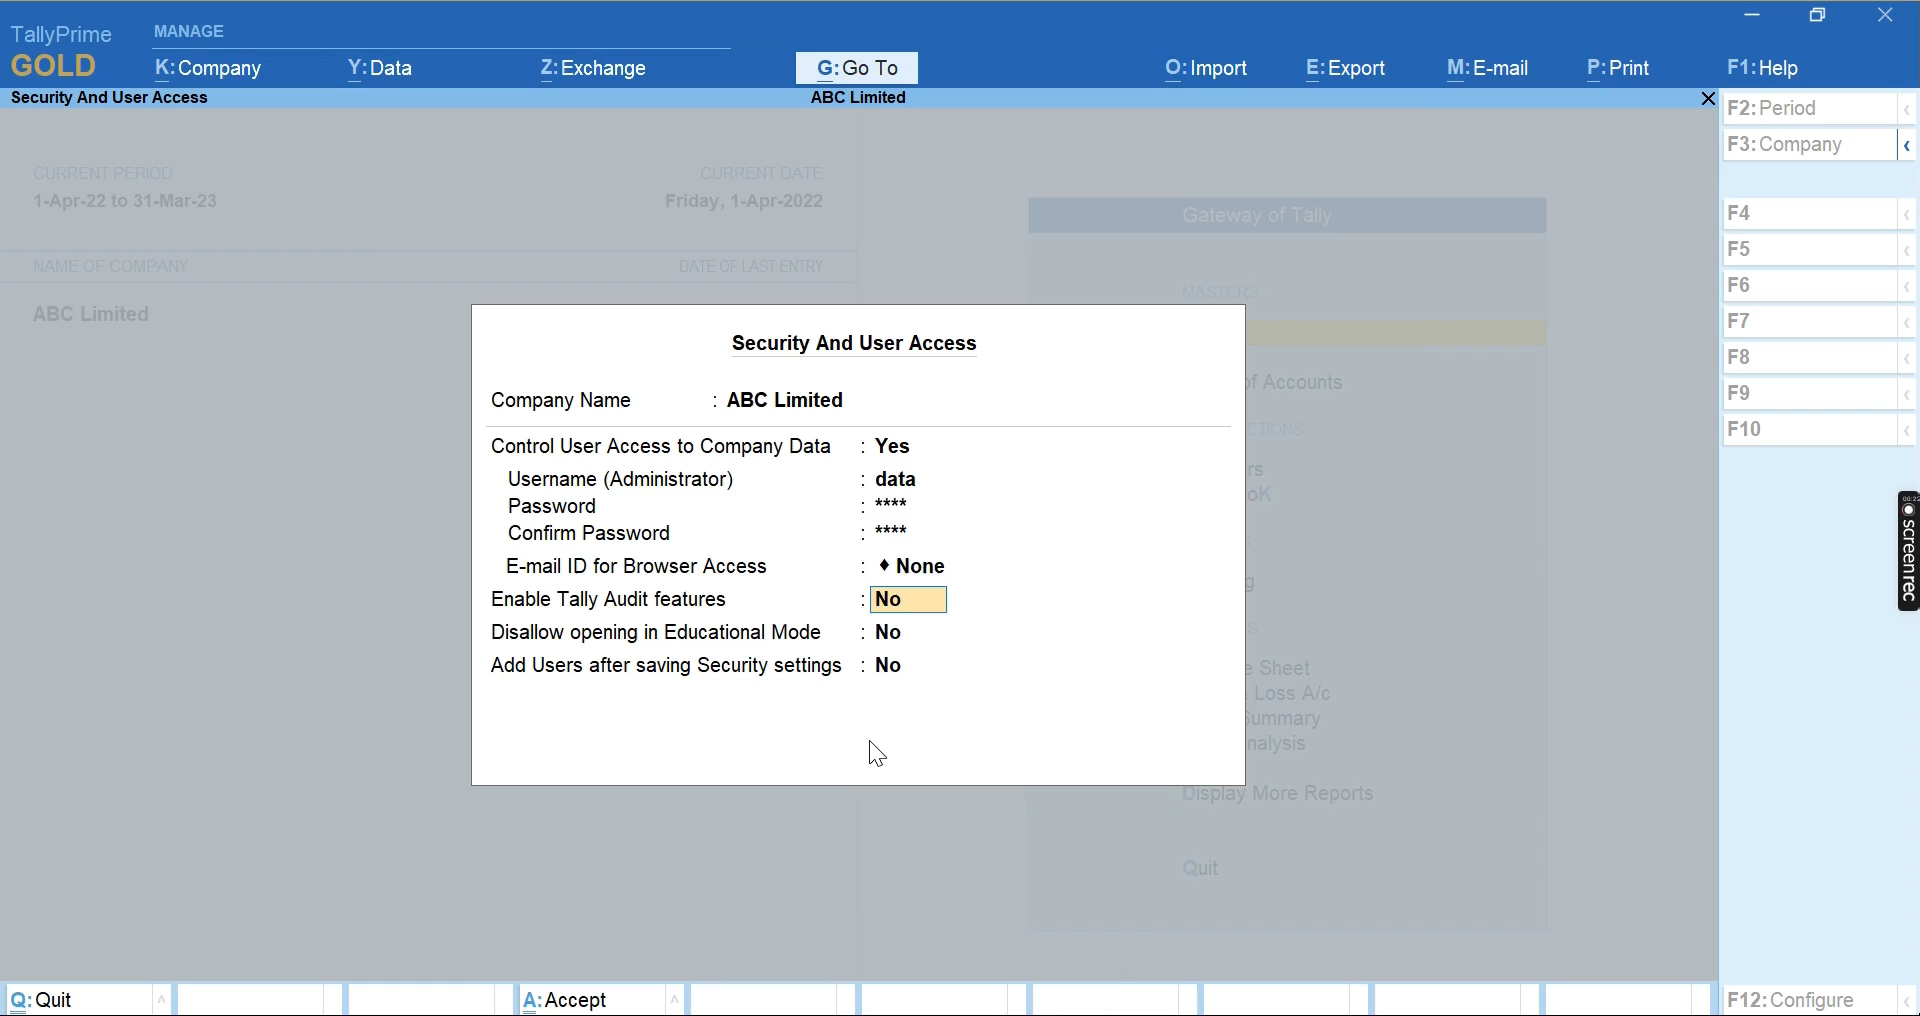 TallyPrime
GOLD
MANAGE
K: Company
Y: Data
Z: Exchange
G: Go To
O: Import
E: Export
M: E-mail
P: Print
F1: Help
Security And User Access
ABC Limited
F2: Period
F3: Company
F4
F5
F6
F7
F8
F9
F10
F12: Configure
CURRENT PERIOD
1-Apr-22 to 31-Mar-23
CURRENT DATE
Friday, 1-Apr-2022
NAME OF COMPANY
DATE OF LAST ENTRY
ABC Limited
Gateway of Tally
MASTERS
of Accounts
CTIONS
rs
oK
g
S
e Sheet
Loss A/c
Summary
nalysis
Display More Reports
Quit
Security And User Access
Company Name : ABC Limited
Control User Access to Company Data : Yes
Username (Administrator) : data
Password : ****
Confirm Password : ****
E-mail ID for Browser Access : ♦ None
Enable Tally Audit features : No
Disallow opening in Educational Mode : No
Add Users after saving Security settings : No
00:22
screenrec
Q: Quit
A: Accept